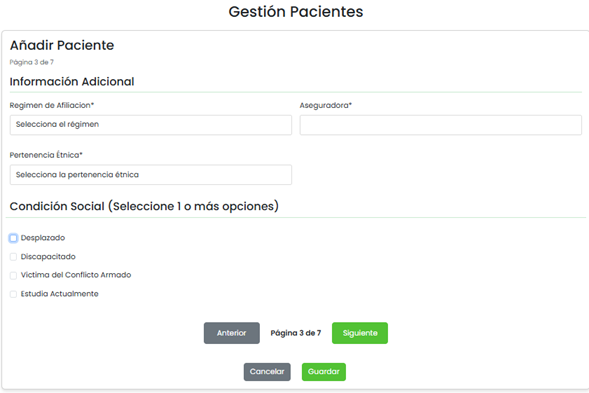 Gestión Pacientes
Añadir Paciente
Página 3 de 7
Información Adicional
Regimen de Afiliacion* Aseguradora*
Selecciona el régimen
Pertenencia Étnica*
Selecciona la pertenencia étnica
Condición Social (Seleccione 1 o más opciones)
Desplazado
Discapacitado
Víctima del Conflicto Armado
Estudia Actualmente
Anterior Página 3 de 7 Siguiente
Cancelar Guardar